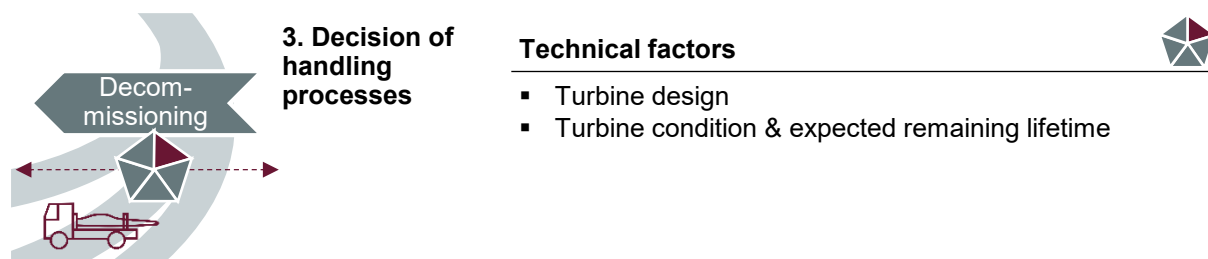 Decom-
missioning
3. Decision of
handling
processes
Technical factors
▪ Turbine design
▪ Turbine condition & expected remaining lifetime